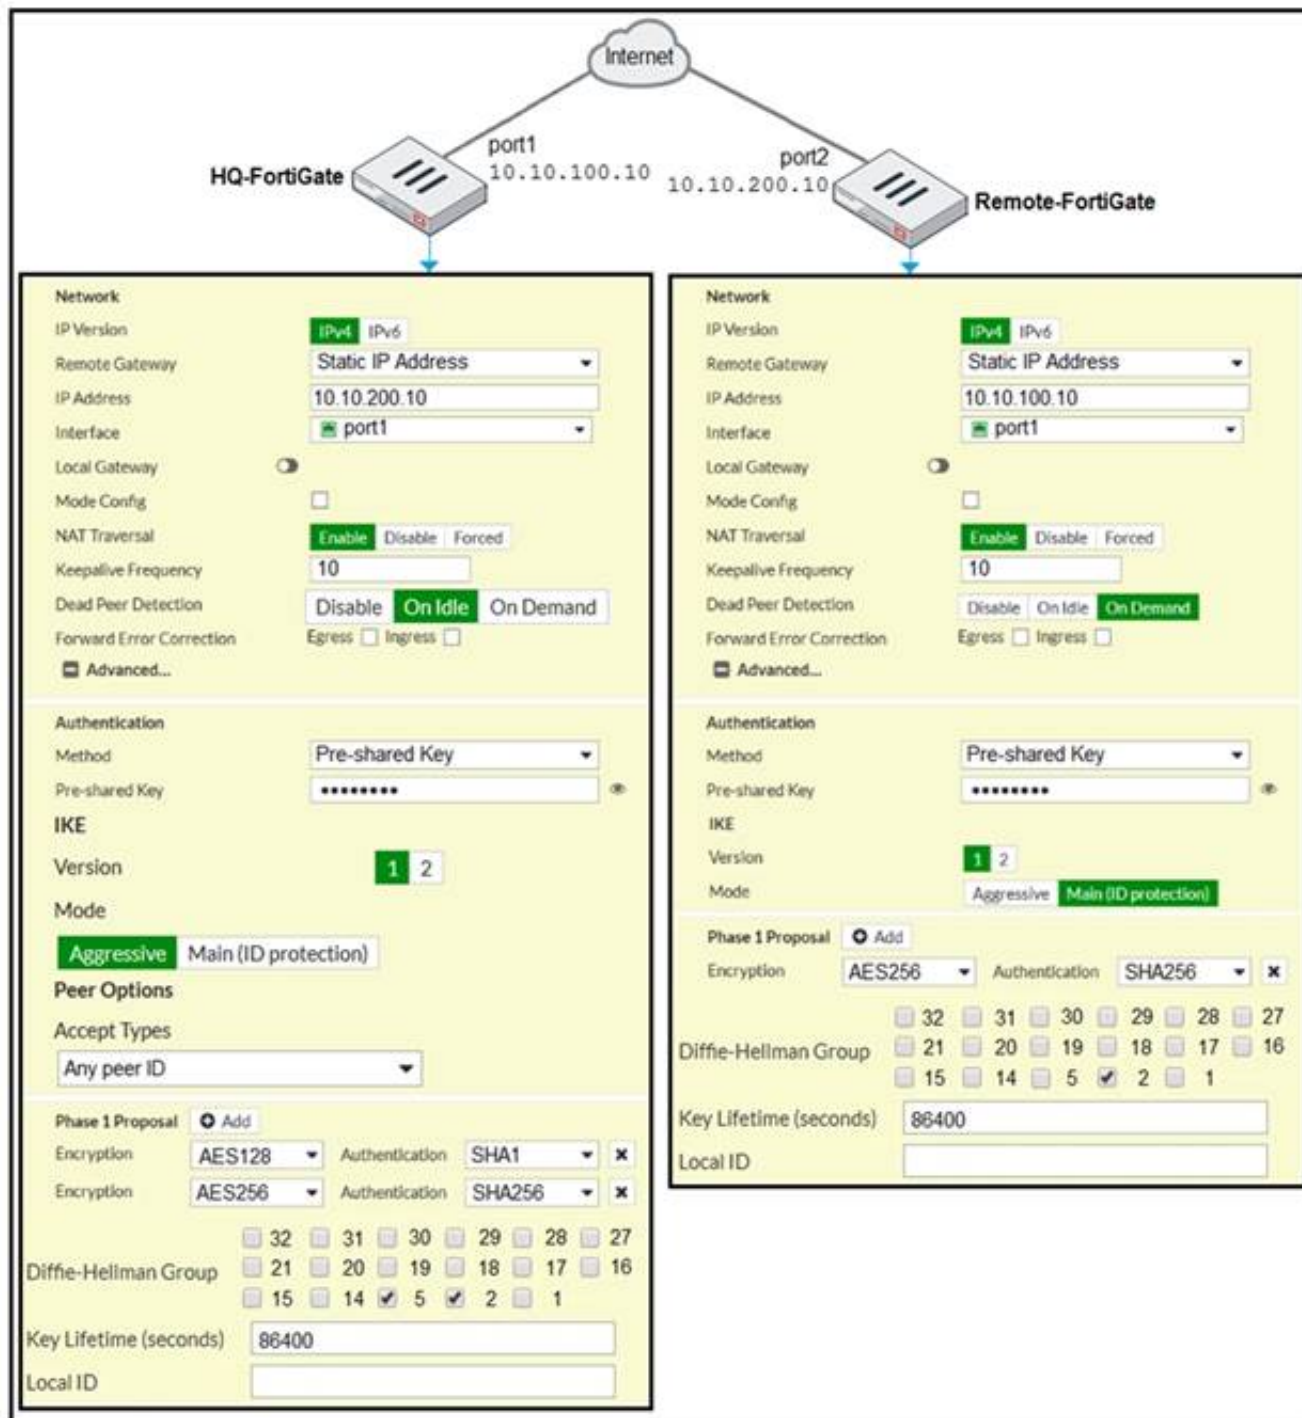 Internet
port1
10.10.100.10
HQ-FortiGate
port2
10.10.200.10
Remote-FortiGate
Network
IP Version IPv4 IPv6
Remote Gateway Static IP Address
IP Address 10.10.200.10
Interface port1
Local Gateway
Mode Config
NAT Traversal Enable Disable Forced
Keepalive Frequency 10
Dead Peer Detection Disable On Idle On Demand
Forward Error Correction Egress Ingress
Advanced...
Authentication
Method Pre-shared Key
Pre-shared Key ••••••••
IKE
Version 1 2
Mode
Aggressive Main (ID protection)
Peer Options
Accept Types
Any peer ID
Phase 1 Proposal Add
Encryption AES128 Authentication SHA1
Encryption AES256 Authentication SHA256
32 31 30 29 28 27
Diffie-Hellman Group 21 20 19 18 17 16
15 14 5 2 1
Key Lifetime (seconds) 86400
Local ID
Network
IP Version IPv4 IPv6
Remote Gateway Static IP Address
IP Address 10.10.100.10
Interface port1
Local Gateway
Mode Config
NAT Traversal Enable Disable Forced
Keepalive Frequency 10
Dead Peer Detection Disable On Idle On Demand
Forward Error Correction Egress Ingress
Advanced...
Authentication
Method Pre-shared Key
Pre-shared Key ••••••••
IKE
Version 1 2
Mode Aggressive Main (ID protection)
Phase 1 Proposal Add
Encryption AES256 Authentication SHA256
32 31 30 29 28 27
Diffie-Hellman Group 21 20 19 18 17 16
15 14 5 2 1
Key Lifetime (seconds) 86400
Local ID